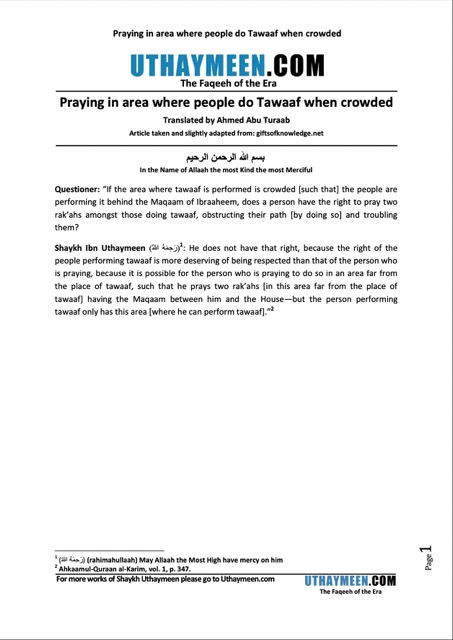 Praying in area where people do Tawaaf when crowded
UTHAYMEEN.COM
The Faqeeh of the Era
Praying in area where people do Tawaaf when crowded
Translated by Ahmed Abu Turaab
Article taken and slightly adapted from: giftsofknowledge.net
بسم الله الرحمن الرحيم
In the Name of Allaah the most Kind the most Merciful
Questioner: “If the area where tawaaf is performed is crowded [such that] the people are
performing it behind the Maqaam of Ibraaheem, does a person have the right to pray two
rak’ahs amongst those doing tawaaf, obstructing their path [by doing so] and troubling
them?
Shaykh Ibn Uthaymeen (رَحِمَهُ اللهُ)1: He does not have that right, because the right of the
people performing tawaaf is more deserving of being respected than that of the person who
is praying, because it is possible for the person who is praying to do so in an area far from
the place of tawaaf, such that he prays two rak’ahs [in this area far from the place of
tawaaf] having the Maqaam between him and the House—but the person performing
tawaaf only has this area [where he can perform tawaaf].”2
1 (رَحِمَهُ اللهُ) (rahimahullaah) May Allaah the Most High have mercy on him
2 Ahkaamul-Quraan al-Karim, vol. 1, p. 347.
For more works of Shaykh Uthaymeen please go to Uthaymeen.com
UTHAYMEEN.COM
The Faqeeh of the Era
Page 1